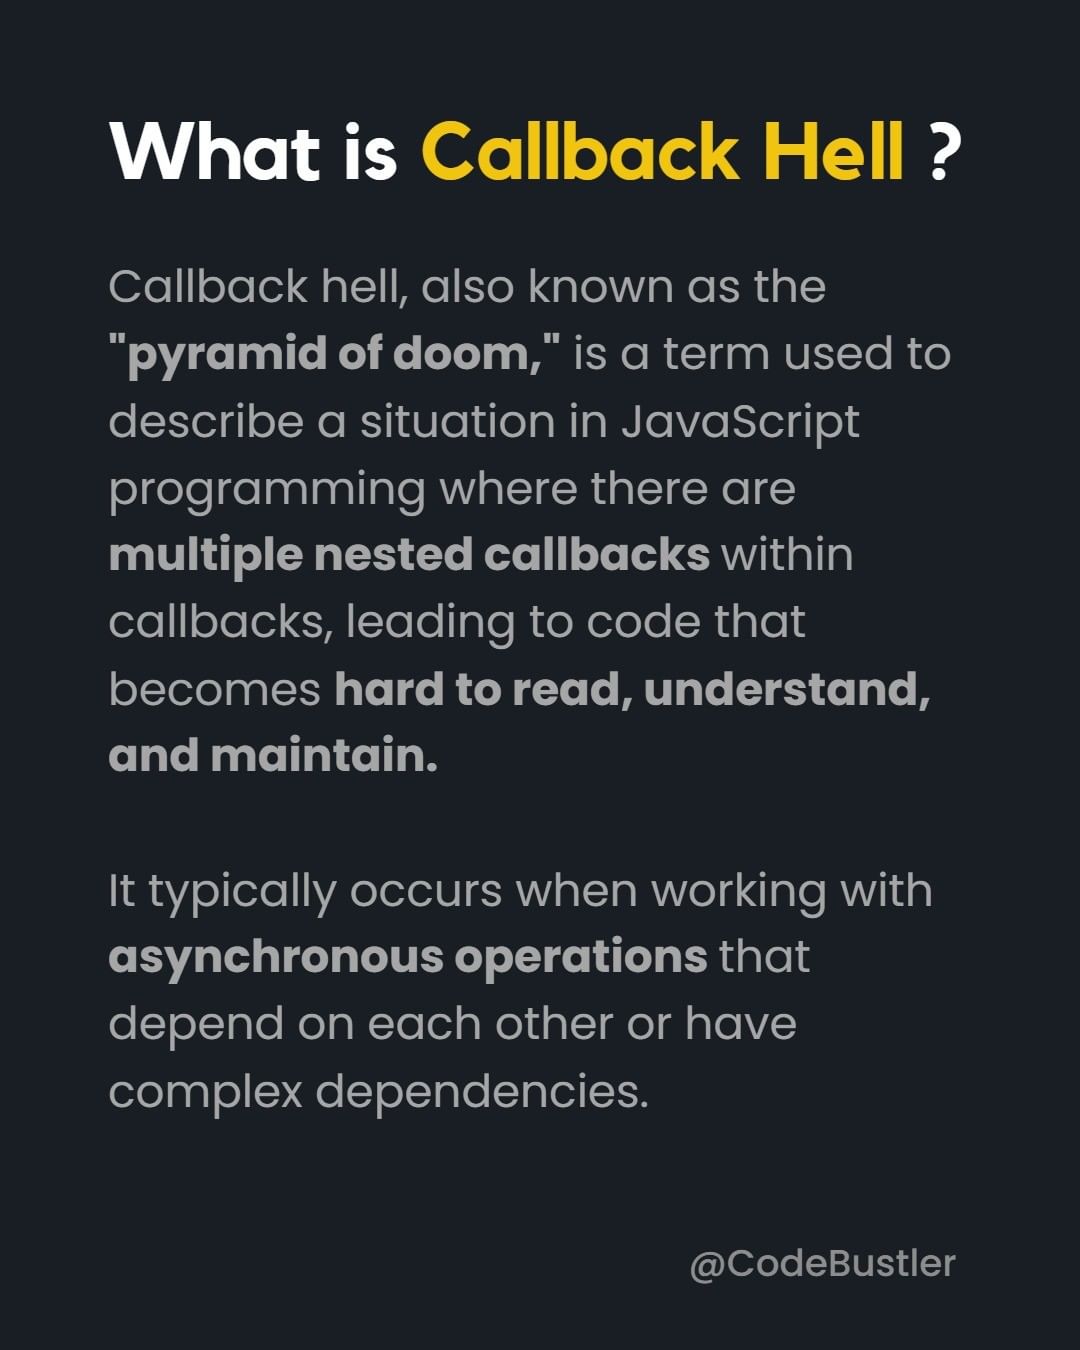 What is Callback Hell ?
Callback hell, also known as the
"pyramid of doom," is a term used to
describe a situation in JavaScript
programming where there are
multiple nested callbacks within
callbacks, leading to code that
becomes hard to read, understand,
and maintain.
It typically occurs when working with
asynchronous operations that
depend on each other or have
complex dependencies.
@CodeBustler